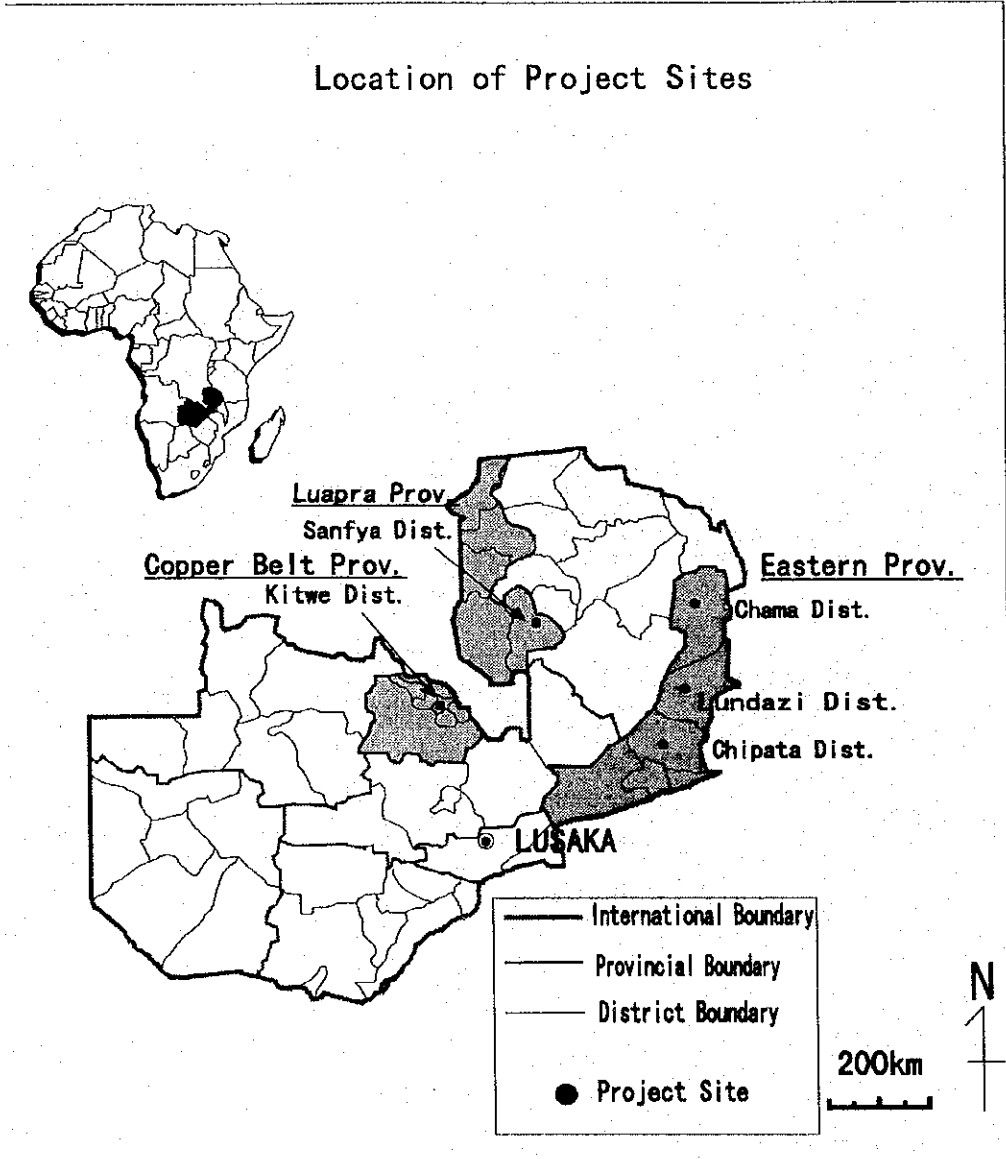 Location of Project Sites
Luapra Prov.
Sanfya Dist.
Copper Belt Prov.
Kitwe Dist.
Eastern Prov.
Chama Dist.
Lundazi Dist.
Chipata Dist.
LUSAKA
International Boundary
Provincial Boundary
District Boundary
Project Site
N
200km